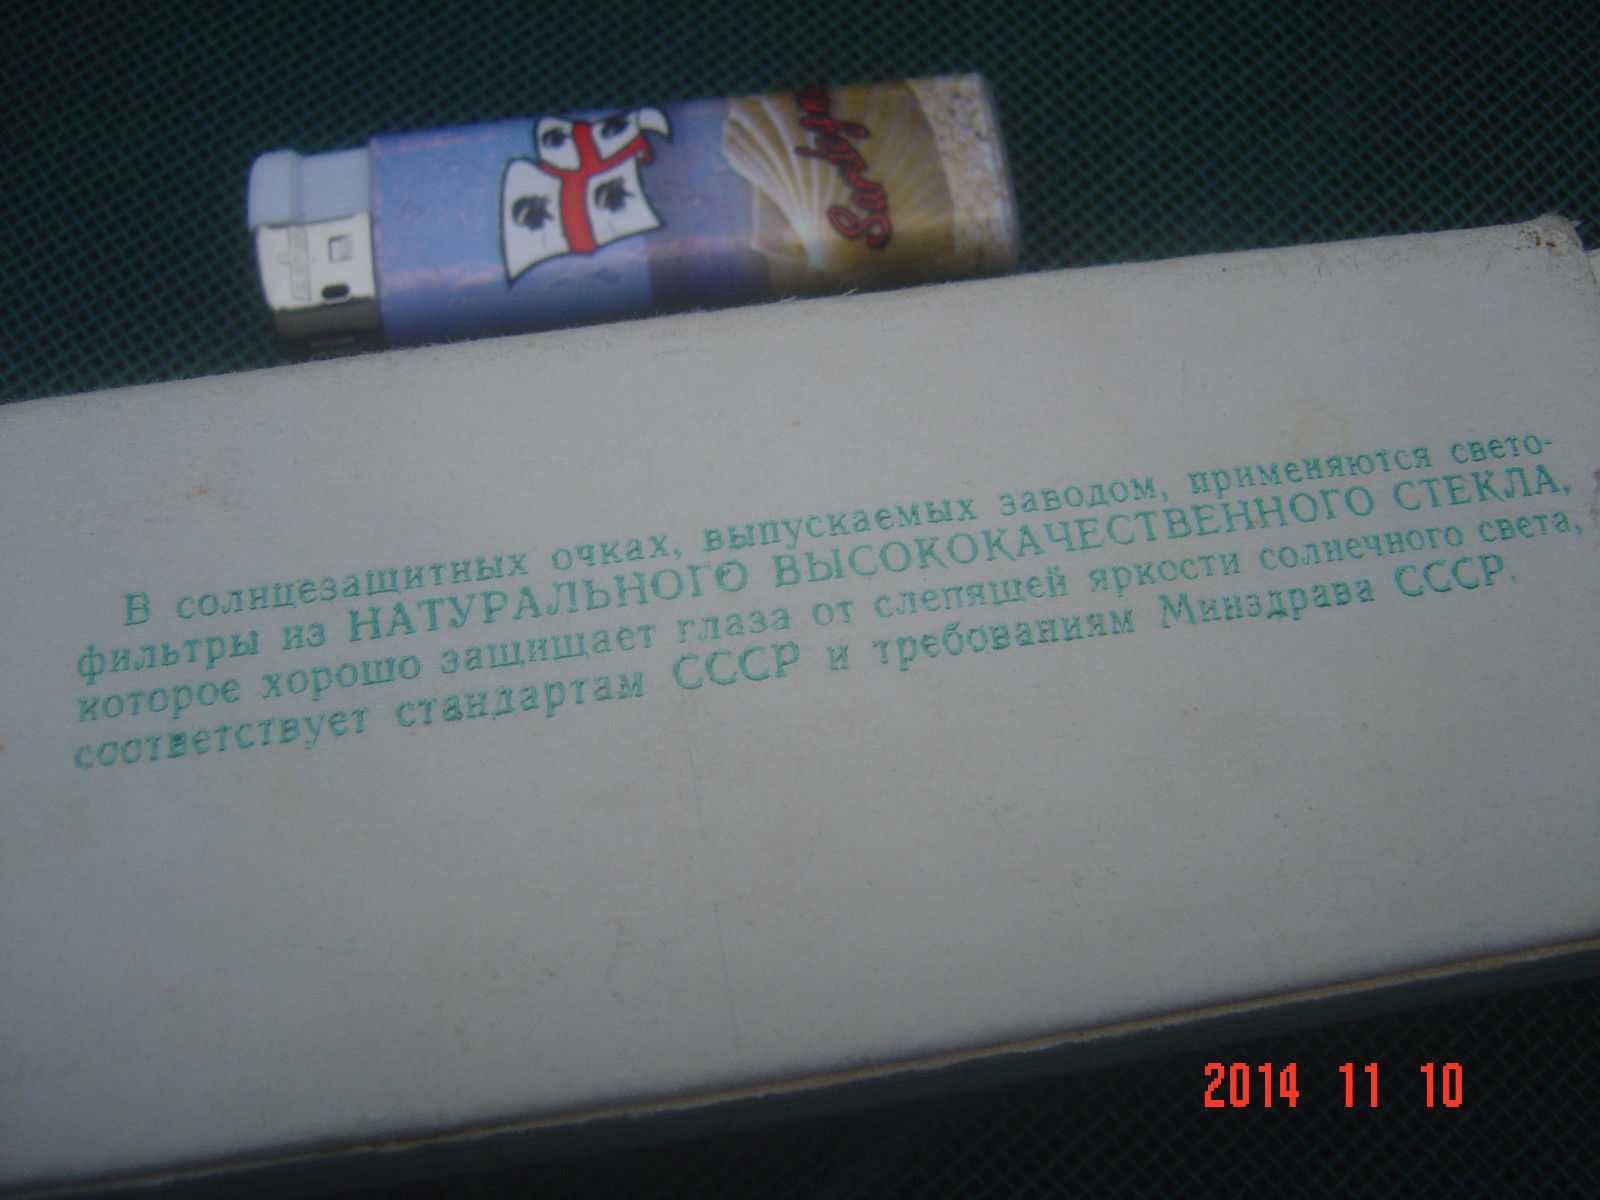 Sardegna
В солнцезащитных очках, выпускаемых заводом, применяются свето-
фильтры из НАТУРАЛЬНОГО ВЫСОКОКАЧЕСТВЕННОГО СТЕКЛА,
которое хорошо защищает глаза от слепящей яркости солнечного света,
соответствует стандартам СССР и требованиям Минздрава СССР.
2014 11 10